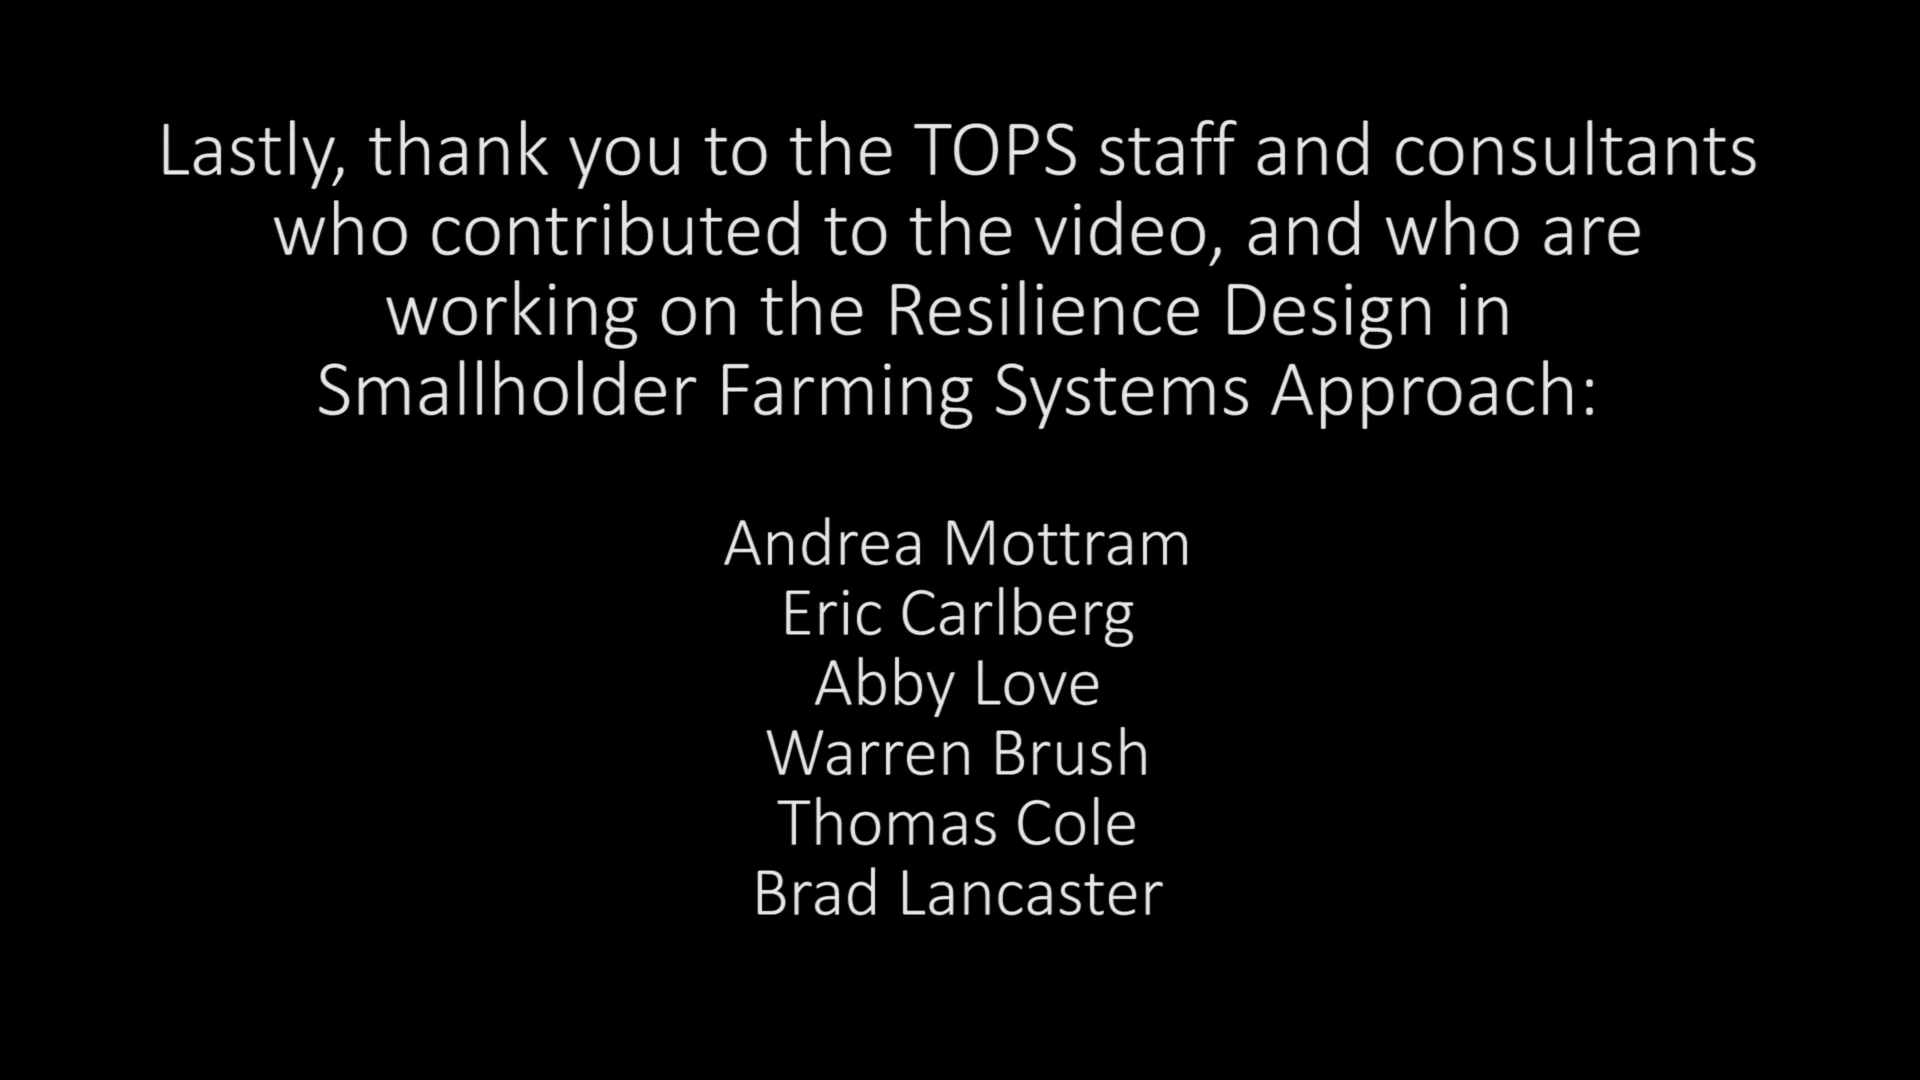 Lastly, thank you to the TOPS staff and consultants
who contributed to the video, and who are
working on the Resilience Design in
Smallholder Farming Systems Approach:
Andrea Mottram
Eric Carlberg
Abby Love
Warren Brush
Thomas Cole
Brad Lancaster